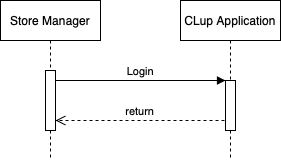 Store Manager
CLup Application
Login
return